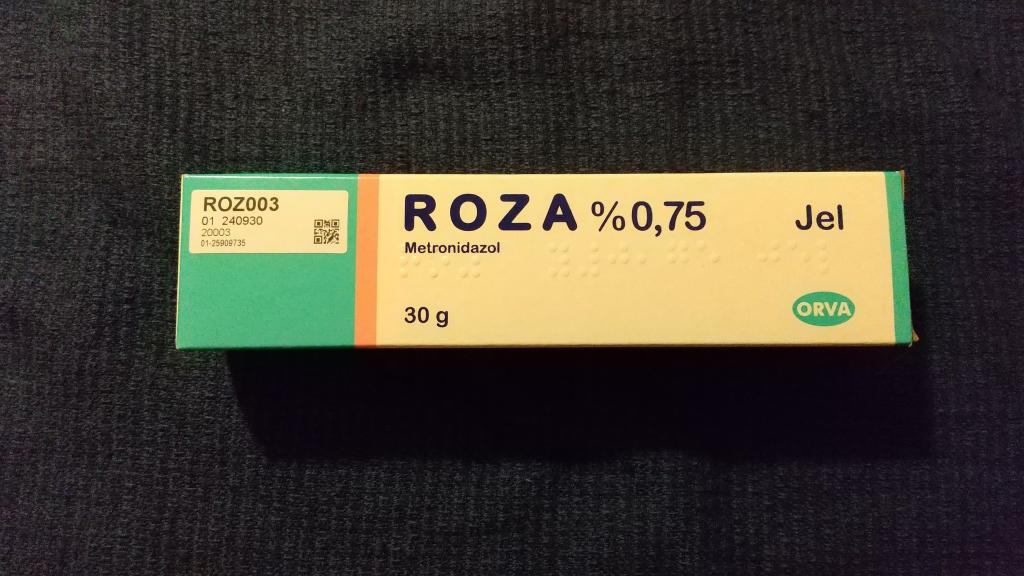 ROZ003
01 240930
20003
01-25909735
ROZA %0,75 Jel
Metronidazol
30 g
ORVA